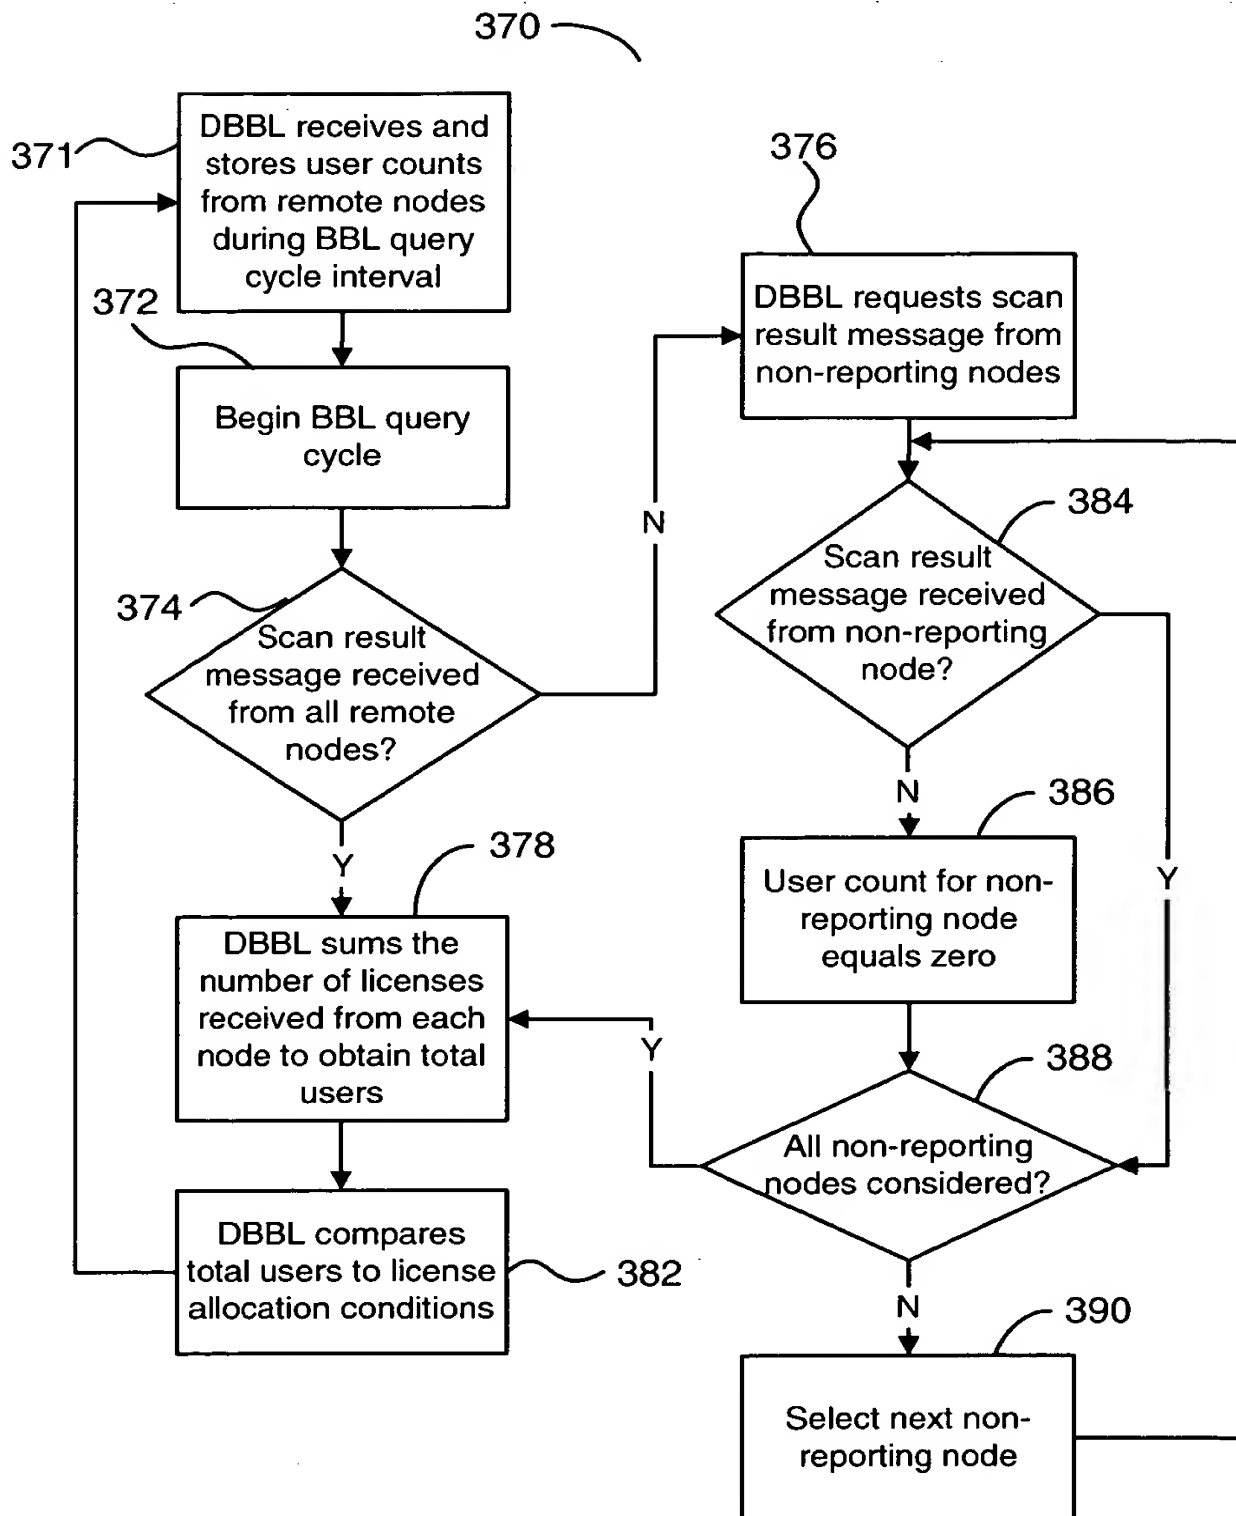 370
371
DBBL receives and
stores user counts
from remote nodes
during BBL query
cycle interval
372
Begin BBL query
cycle
374
Scan result
message received
from all remote
nodes?
N
Y
378
DBBL sums the
number of licenses
received from each
node to obtain total
users
DBBL compares
total users to license
allocation conditions
382
376
DBBL requests scan
result message from
non-reporting nodes
384
Scan result
message received
from non-reporting
node?
N
Y
386
User count for non-
reporting node
equals zero
388
All non-reporting
nodes considered?
Y
N
390
Select next non-
reporting node